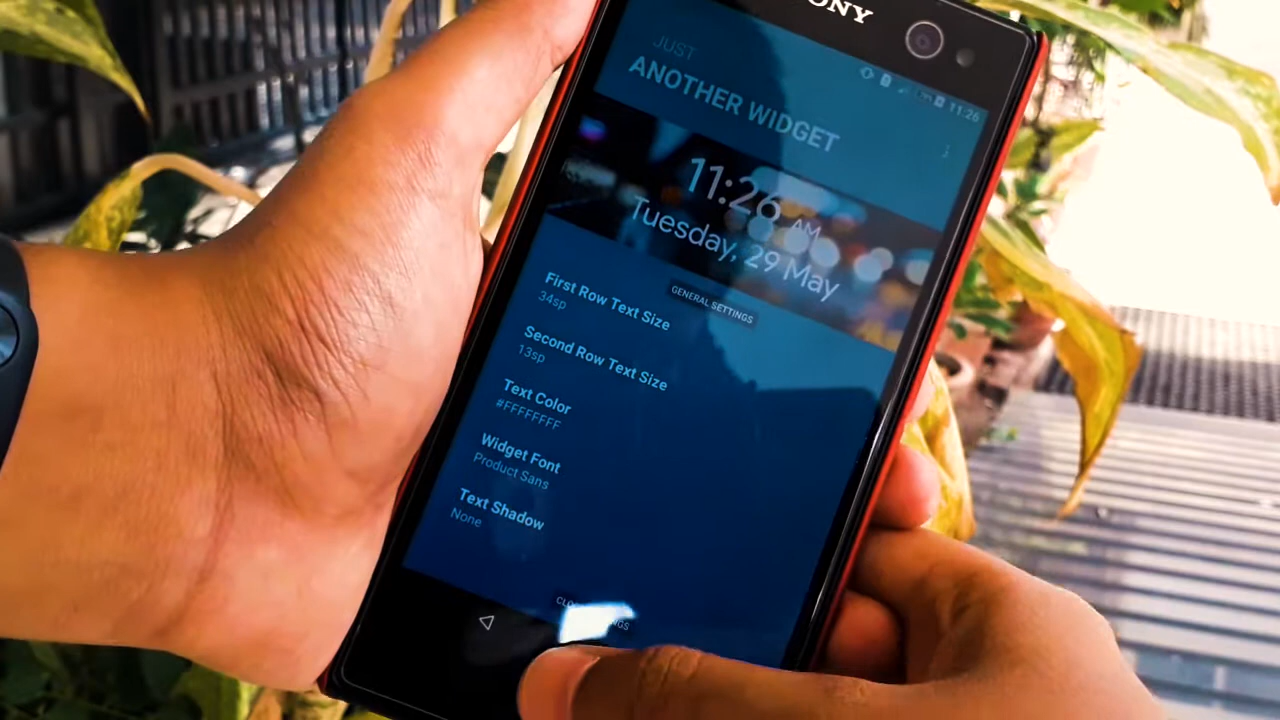 JUST
ANOTHER WIDGET
11:26
11:26 AM
Tuesday, 29 May
GENERAL SETTINGS
First Row Text Size
34sp
Second Row Text Size
13sp
Text Color
#FFFFFFFF
Widget Font
Product Sans
Text Shadow
None